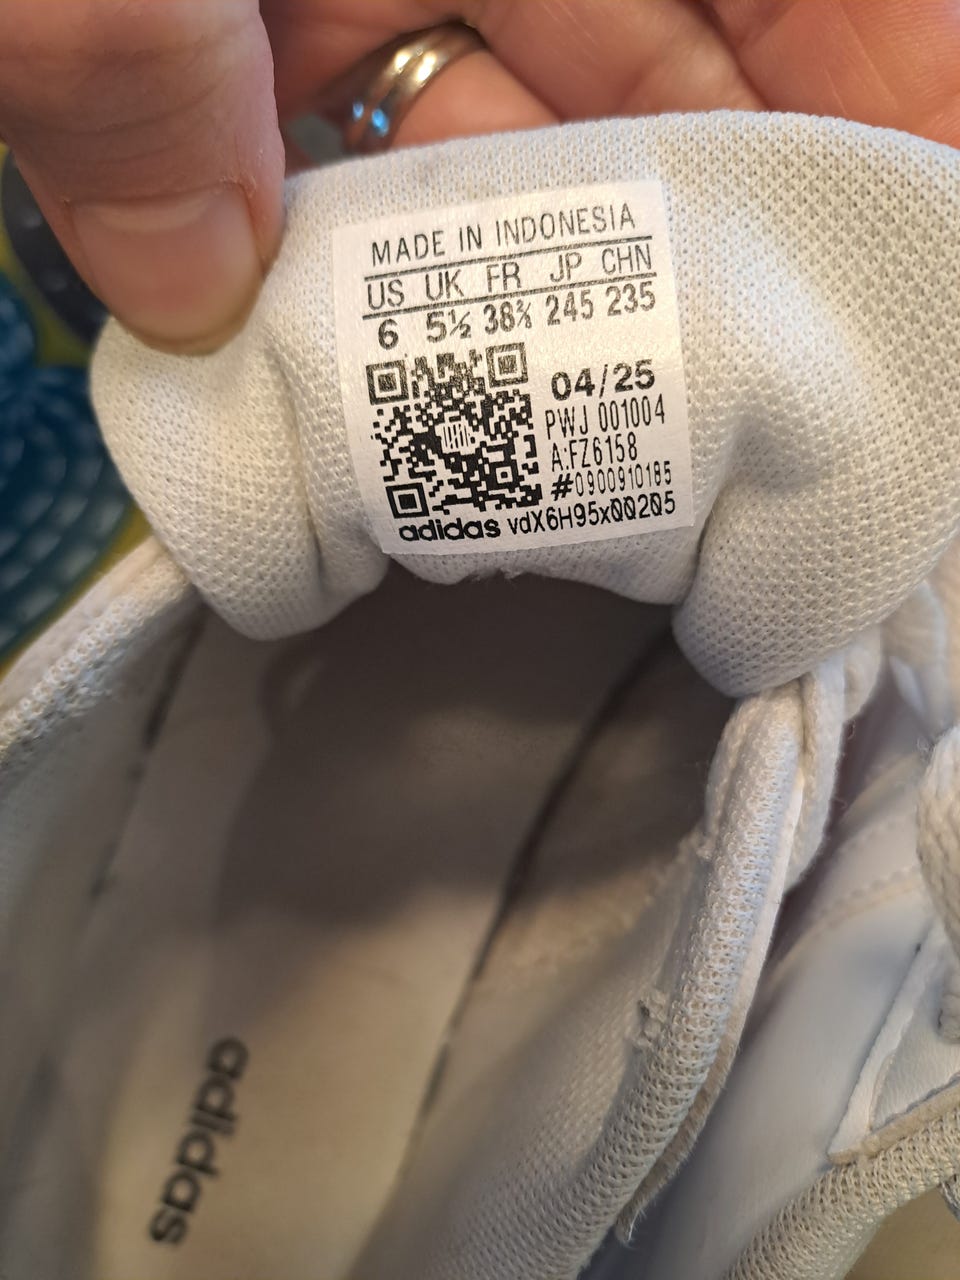 MADE IN INDONESIA
US UK FR JP CHN
6 5½ 38⅔ 245 235
04/25
PWJ 001004
A:FZ6158
#0900910185
adidas vdX6H95x00205
adidas